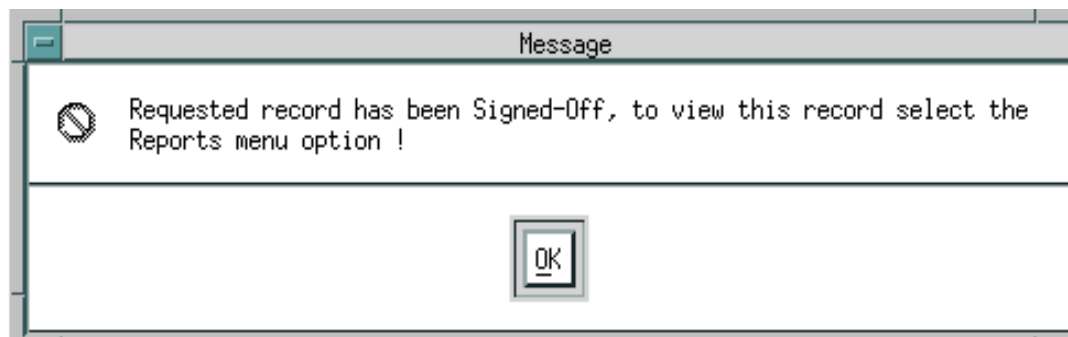 Message
Requested record has been Signed-Off, to view this record select the
Reports menu option !
OK